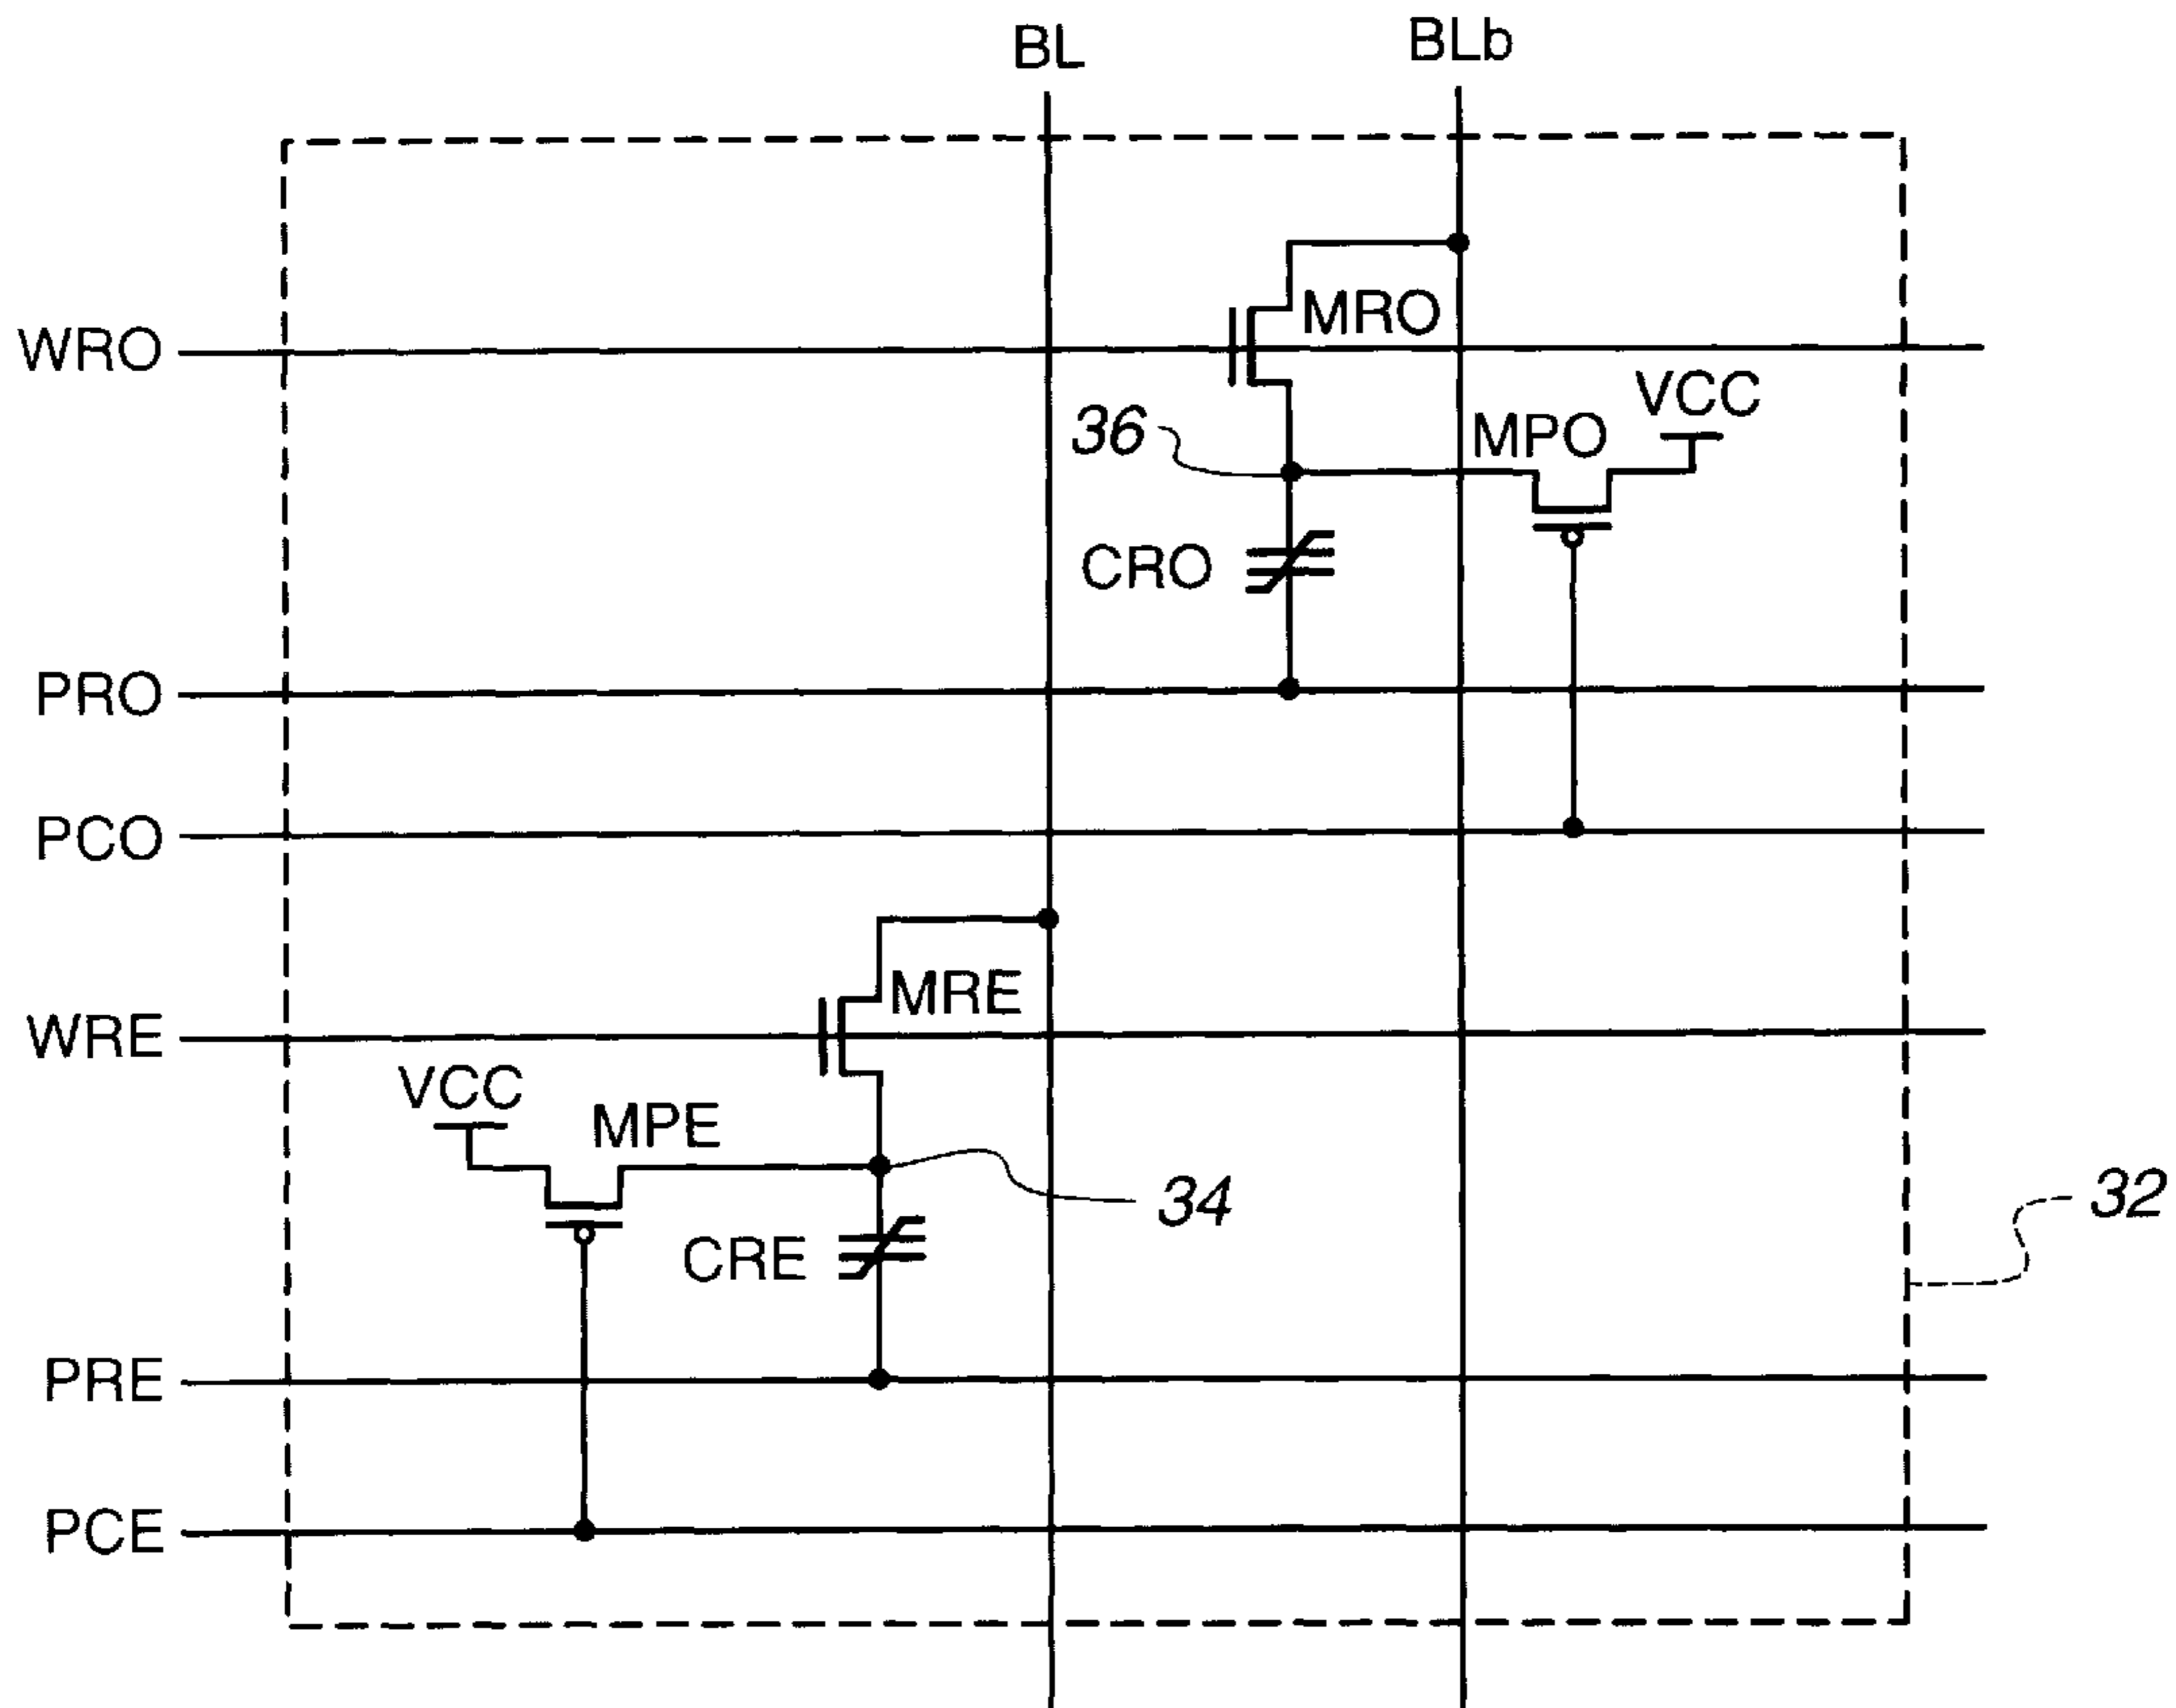 BL
BLb
WRO
MRO
VCC
36
MPO
CRO
PRO
PCO
MRE
WRE
VCC
MPE
34
32
CRE
PRE
PCE